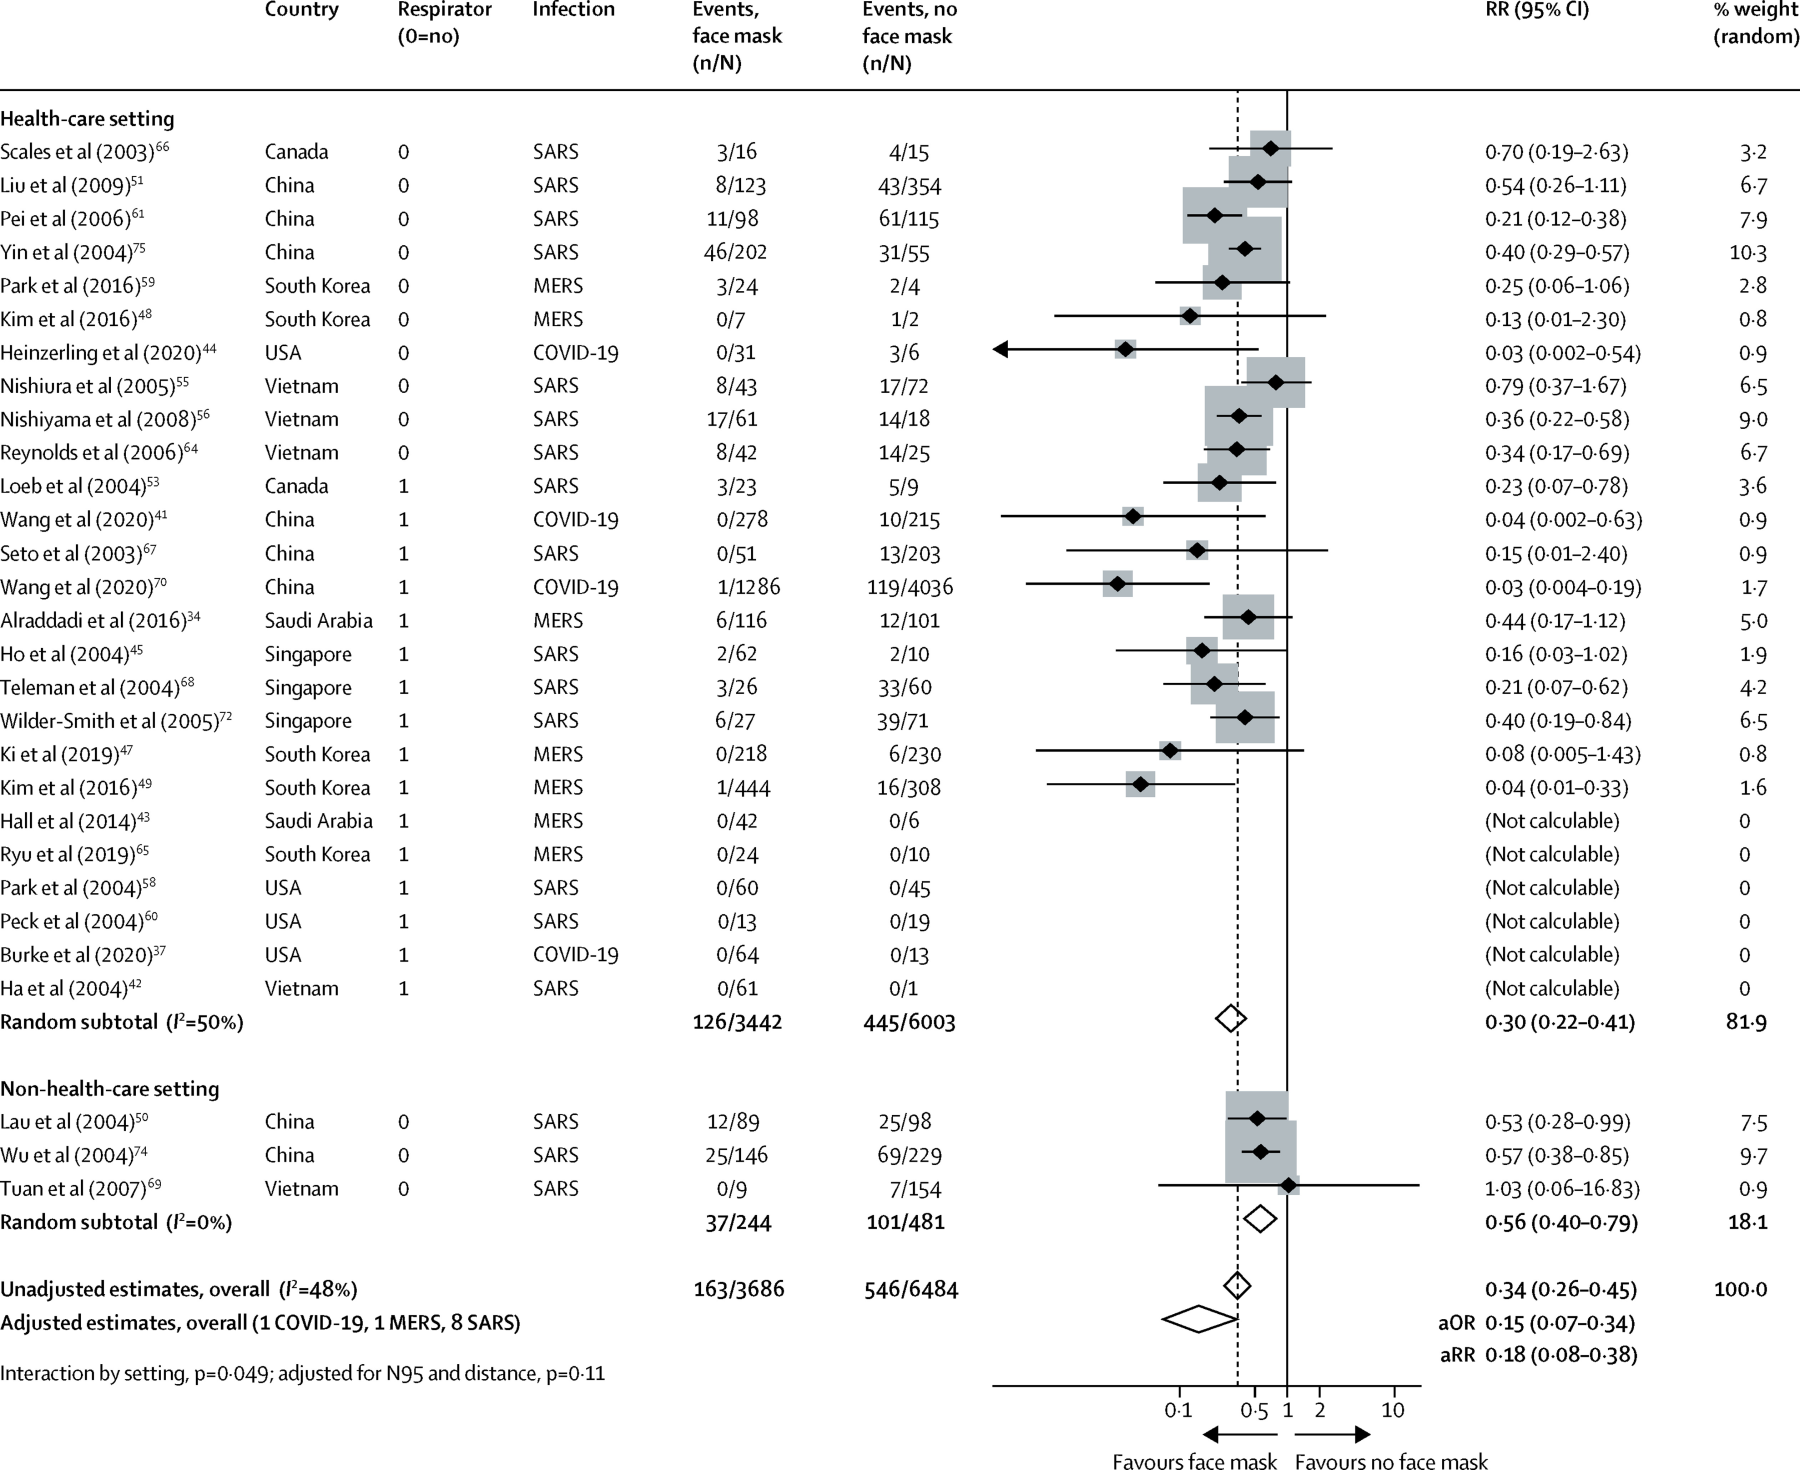 Country Respirator (0=no) Infection Events, face mask (n/N) Events, no face mask (n/N) RR (95% CI) % weight (random)
Health-care setting
Scales et al (2003)66 Canada 0 SARS 3/16 4/15 0·70 (0·19–2·63) 3·2
Liu et al (2009)51 China 0 SARS 8/123 43/354 0·54 (0·26–1·11) 6·7
Pei et al (2006)61 China 0 SARS 11/98 61/115 0·21 (0·12–0·38) 7·9
Yin et al (2004)75 China 0 SARS 46/202 31/55 0·40 (0·29–0·57) 10·3
Park et al (2016)59 South Korea 0 MERS 3/24 2/4 0·25 (0·06–1·06) 2·8
Kim et al (2016)48 South Korea 0 MERS 0/7 1/2 0·13 (0·01–2·30) 0·8
Heinzerling et al (2020)44 USA 0 COVID-19 0/31 3/6 0·03 (0·002–0·54) 0·9
Nishiura et al (2005)55 Vietnam 0 SARS 8/43 17/72 0·79 (0·37–1·67) 6·5
Nishiyama et al (2008)56 Vietnam 0 SARS 17/61 14/18 0·36 (0·22–0·58) 9·0
Reynolds et al (2006)64 Vietnam 0 SARS 8/42 14/25 0·34 (0·17–0·69) 6·7
Loeb et al (2004)53 Canada 1 SARS 3/23 5/9 0·23 (0·07–0·78) 3·6
Wang et al (2020)41 China 1 COVID-19 0/278 10/215 0·04 (0·002–0·63) 0·9
Seto et al (2003)67 China 1 SARS 0/51 13/203 0·15 (0·01–2·40) 0·9
Wang et al (2020)70 China 1 COVID-19 1/1286 119/4036 0·03 (0·004–0·19) 1·7
Alraddadi et al (2016)34 Saudi Arabia 1 MERS 6/116 12/101 0·44 (0·17–1·12) 5·0
Ho et al (2004)45 Singapore 1 SARS 2/62 2/10 0·16 (0·03–1·02) 1·9
Teleman et al (2004)68 Singapore 1 SARS 3/26 33/60 0·21 (0·07–0·62) 4·2
Wilder-Smith et al (2005)72 Singapore 1 SARS 6/27 39/71 0·40 (0·19–0·84) 6·5
Ki et al (2019)47 South Korea 1 MERS 0/218 6/230 0·08 (0·005–1·43) 0·8
Kim et al (2016)49 South Korea 1 MERS 1/444 16/308 0·04 (0·01–0·33) 1·6
Hall et al (2014)43 Saudi Arabia 1 MERS 0/42 0/6 (Not calculable) 0
Ryu et al (2019)65 South Korea 1 MERS 0/24 0/10 (Not calculable) 0
Park et al (2004)58 USA 1 SARS 0/60 0/45 (Not calculable) 0
Peck et al (2004)60 USA 1 SARS 0/13 0/19 (Not calculable) 0
Burke et al (2020)37 USA 1 COVID-19 0/64 0/13 (Not calculable) 0
Ha et al (2004)42 Vietnam 1 SARS 0/61 0/1 (Not calculable) 0
Random subtotal (I²=50%) 126/3442 445/6003 0·30 (0·22–0·41) 81·9
Non-health-care setting
Lau et al (2004)50 China 0 SARS 12/89 25/98 0·53 (0·28–0·99) 7·5
Wu et al (2004)74 China 0 SARS 25/146 69/229 0·57 (0·38–0·85) 9·7
Tuan et al (2007)69 Vietnam 0 SARS 0/9 7/154 1·03 (0·06–16·83) 0·9
Random subtotal (I²=0%) 37/244 101/481 0·56 (0·40–0·79) 18·1
Unadjusted estimates, overall (I²=48%) 163/3686 546/6484 0·34 (0·26–0·45) 100·0
Adjusted estimates, overall (1 COVID-19, 1 MERS, 8 SARS) aOR 0·15 (0·07–0·34)
aRR 0·18 (0·08–0·38)
Interaction by setting, p=0·049; adjusted for N95 and distance, p=0·11
0·1 0·5 1 2 10
Favours face mask Favours no face mask